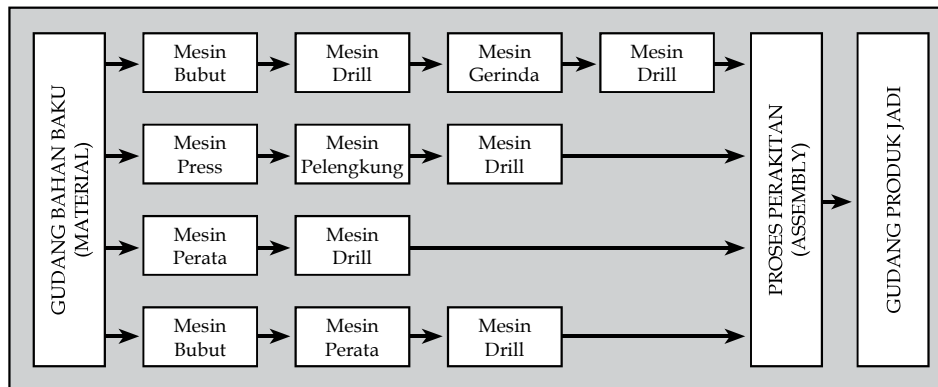 GUDANG BAHAN BAKU
(MATERIAL)
Mesin
Bubut
Mesin
Drill
Mesin
Gerinda
Mesin
Drill
Mesin
Press
Mesin
Pelengkung
Mesin
Drill
Mesin
Perata
Mesin
Drill
Mesin
Bubut
Mesin
Perata
Mesin
Drill
PROSES PERAKITAN
(ASSEMBLY)
GUDANG PRODUK JADI